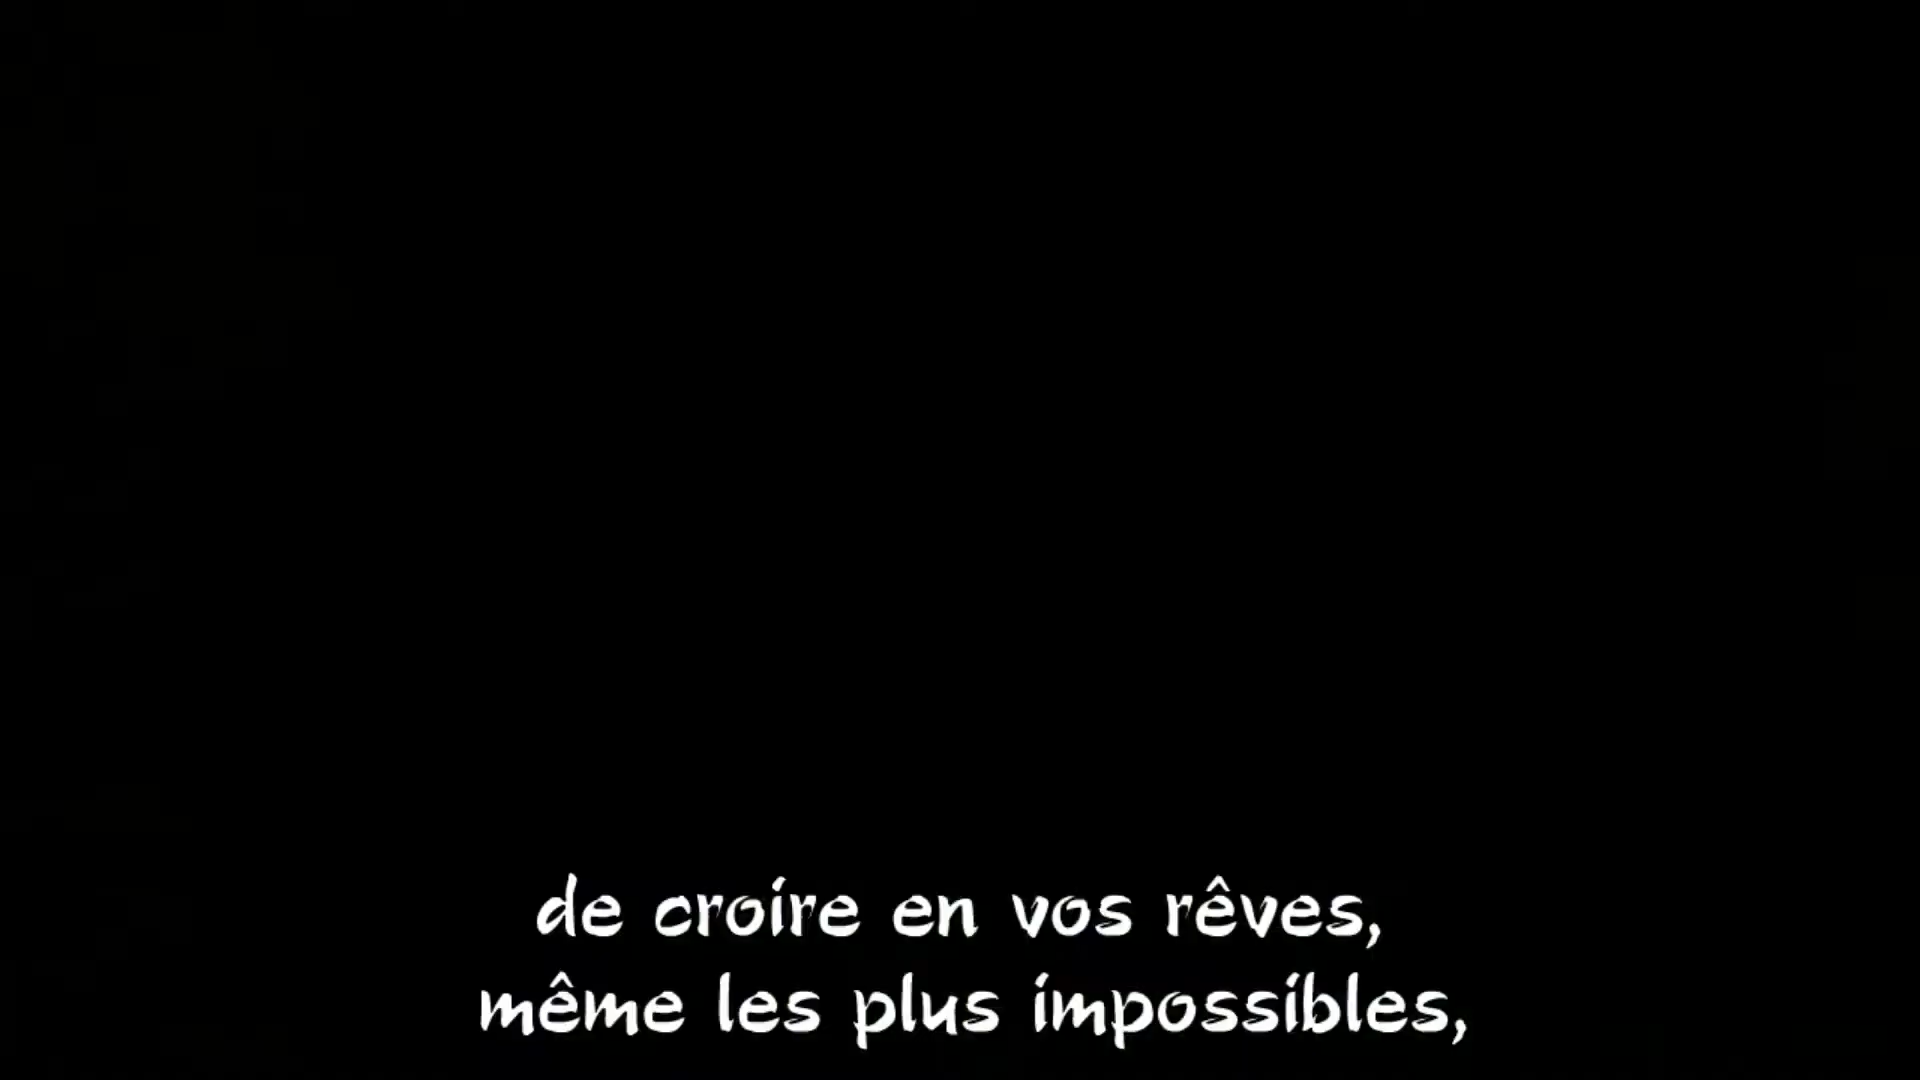 de croire en vos rêves,
même les plus impossibles,